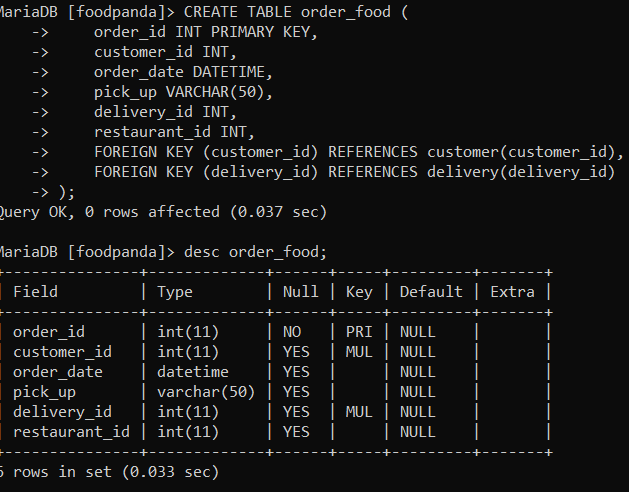 MariaDB [foodpanda]> CREATE TABLE order_food (
    ->     order_id INT PRIMARY KEY,
    ->     customer_id INT,
    ->     order_date DATETIME,
    ->     pick_up VARCHAR(50),
    ->     delivery_id INT,
    ->     restaurant_id INT,
    ->     FOREIGN KEY (customer_id) REFERENCES customer(customer_id),
    ->     FOREIGN KEY (delivery_id) REFERENCES delivery(delivery_id)
    -> );
Query OK, 0 rows affected (0.037 sec)

MariaDB [foodpanda]> desc order_food;
+---------------+-------------+------+-----+---------+-------+
| Field         | Type        | Null | Key | Default | Extra |
+---------------+-------------+------+-----+---------+-------+
| order_id      | int(11)     | NO   | PRI | NULL    |       |
| customer_id   | int(11)     | YES  | MUL | NULL    |       |
| order_date    | datetime    | YES  |     | NULL    |       |
| pick_up       | varchar(50) | YES  |     | NULL    |       |
| delivery_id   | int(11)     | YES  | MUL | NULL    |       |
| restaurant_id | int(11)     | YES  |     | NULL    |       |
+---------------+-------------+------+-----+---------+-------+
6 rows in set (0.033 sec)